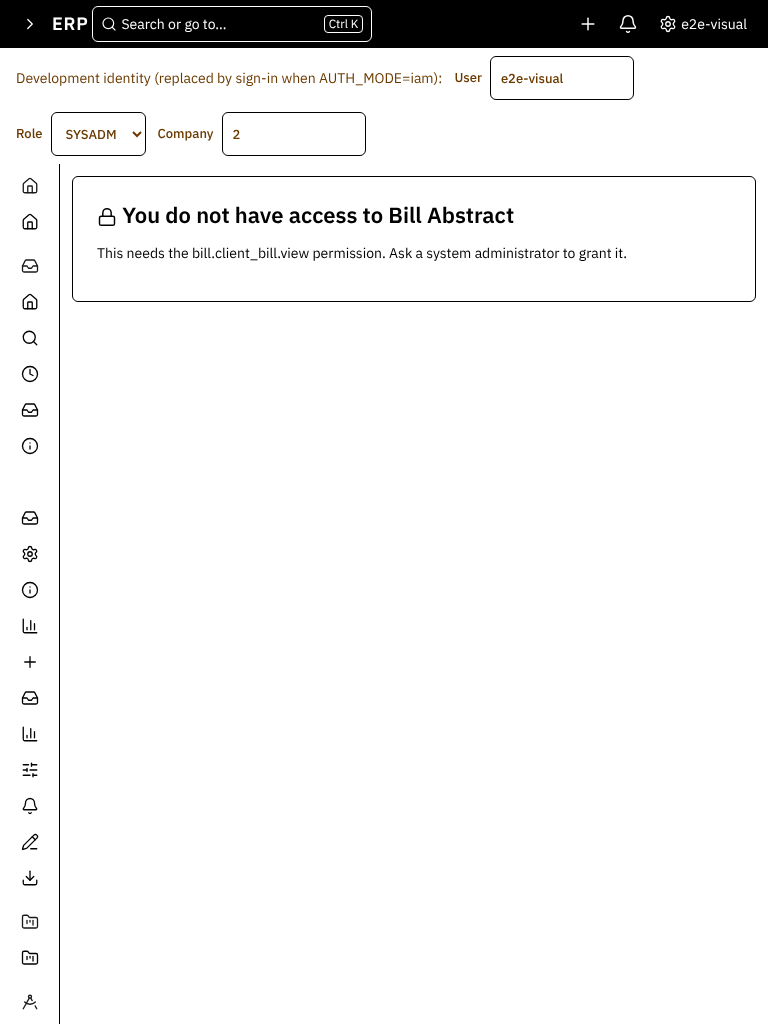 ERP Search or go to... Ctrl K e2e-visual
Development identity (replaced by sign-in when AUTH_MODE=iam): User e2e-visual
Role SYSADM Company 2
You do not have access to Bill Abstract
This needs the bill.client_bill.view permission. Ask a system administrator to grant it.